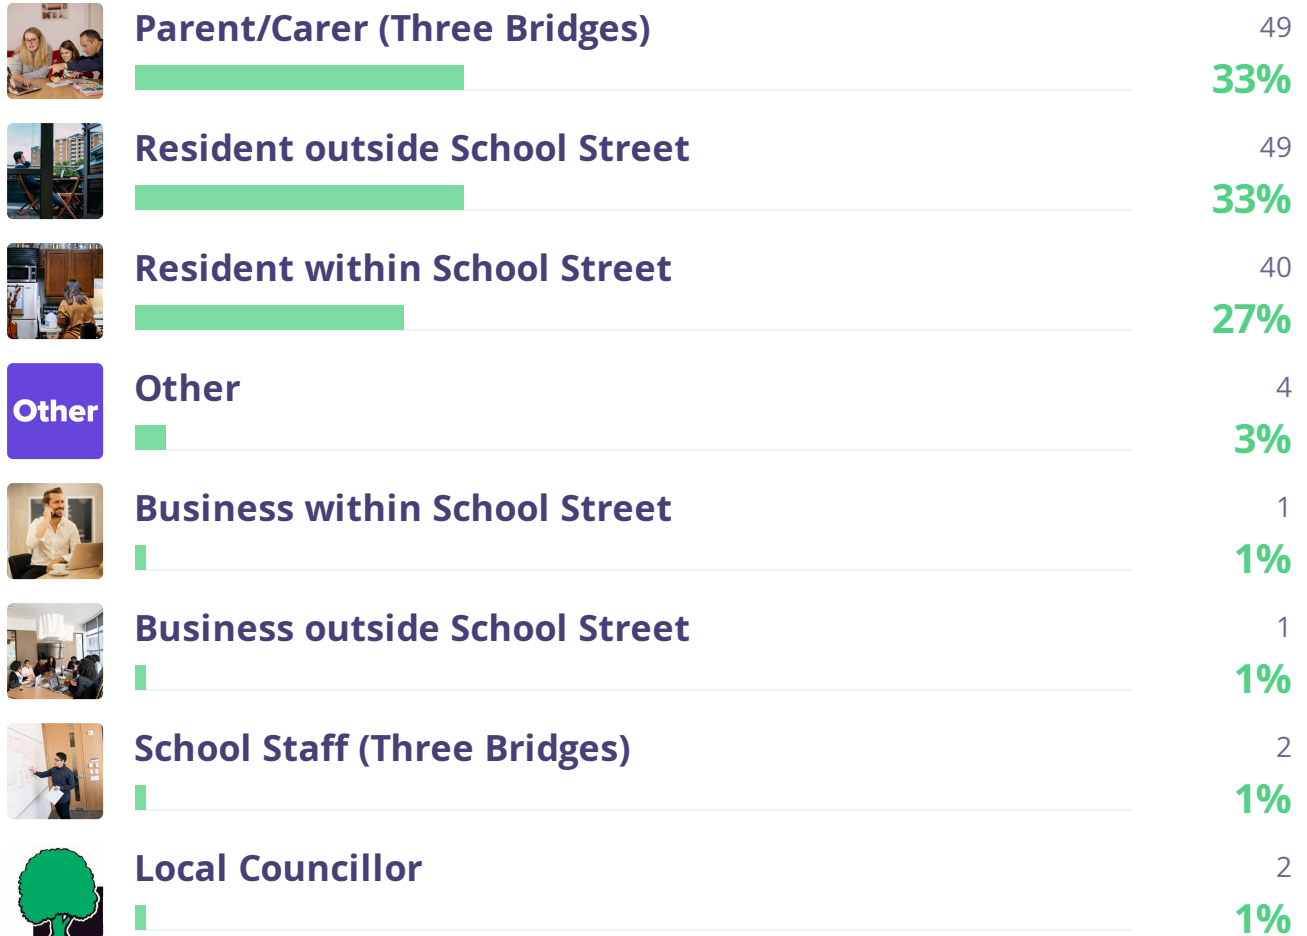 Parent/Carer (Three Bridges) 49
33%
Resident outside School Street 49
33%
Resident within School Street 40
27%
Other Other 4
3%
Business within School Street 1
1%
Business outside School Street 1
1%
School Staff (Three Bridges) 2
1%
Local Councillor 2
1%